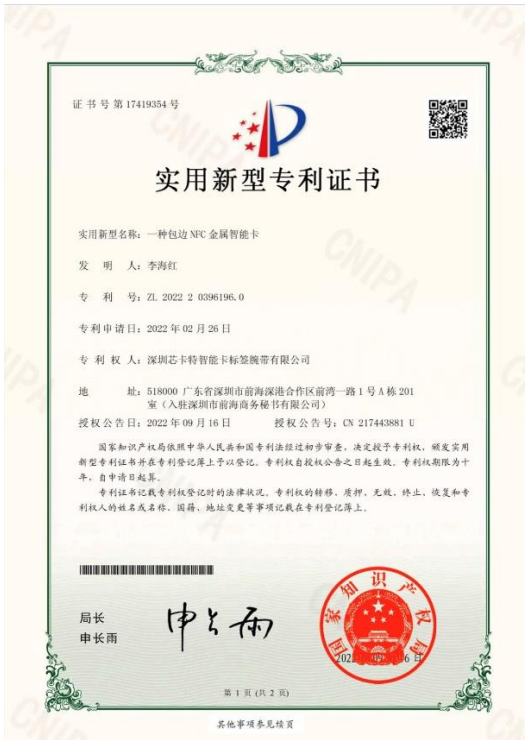 证书号第17419354号
实用新型专利证书
实用新型名称：一种包边NFC金属智能卡
发 明 人：李海红
专 利 号：ZL 2022 2 0396196.0
专利申请日：2022年02月26日
专 利 权 人：深圳芯卡特智能卡标签腕带有限公司
地 址：518000 广东省深圳市前海深港合作区前湾一路1号A栋201
室（入驻深圳市前海商务秘书有限公司）
授权公告日：2022年09月16日 授权公告号：CN 217443881 U
国家知识产权局依照中华人民共和国专利法经过初步审查，决定授予专利权，颁发实用
新型专利证书并在专利登记簿上予以登记。专利权自授权公告之日起生效。专利权期限为十
年，自申请日起算。
专利证书记载专利权登记时的法律状况。专利权的转移、质押、无效、终止、恢复和专
利权人的姓名或名称、国籍、地址变更等事项记载在专利登记簿上。
局长
申长雨
申长雨
国家知识产权局
第 1 页 (共 2 页)
其他事项参见续页
CNIPA
CNIPA
CNIPA